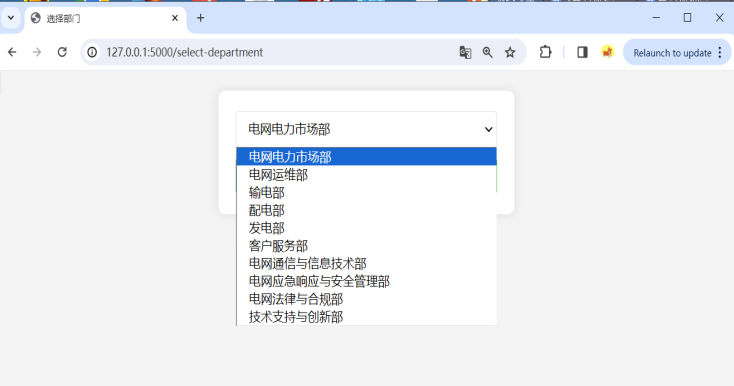 选择部门
127.0.0.1:5000/select-department
Relaunch to update
电网电力市场部
电网电力市场部
电网运维部
输电部
配电部
发电部
客户服务部
电网通信与信息技术部
电网应急响应与安全管理部
电网法律与合规部
技术支持与创新部